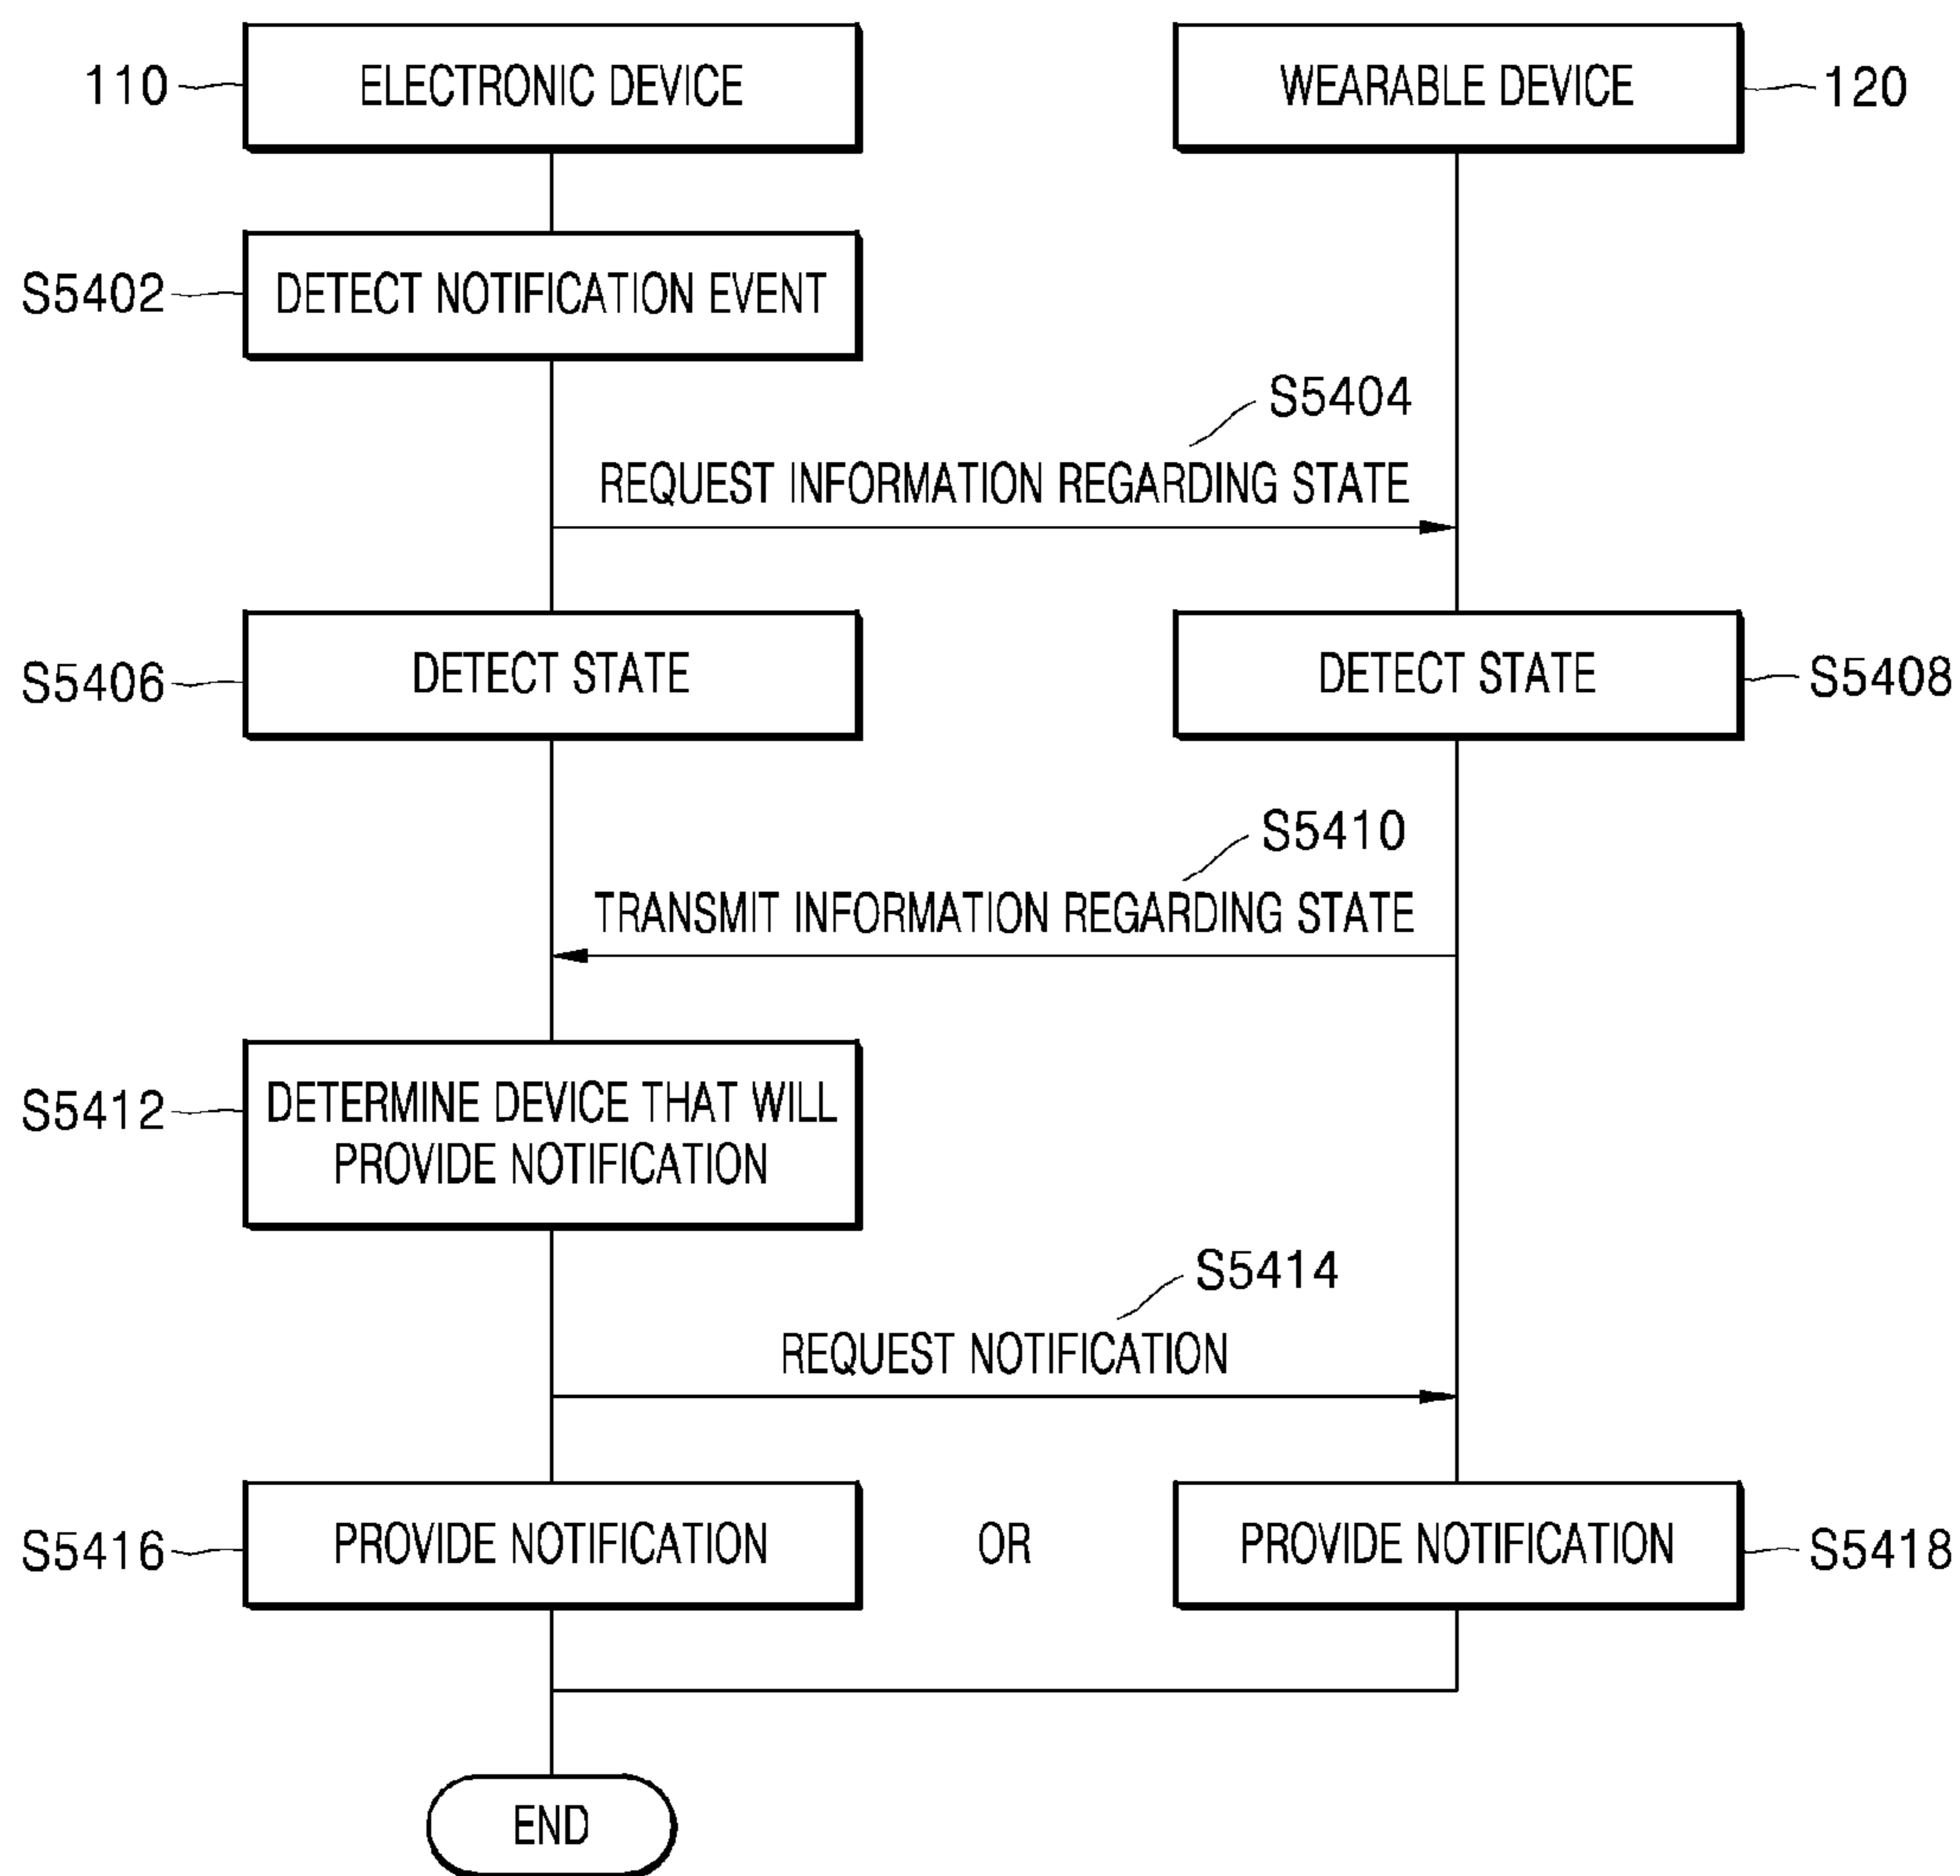 110
ELECTRONIC DEVICE
WEARABLE DEVICE
120
S5402
DETECT NOTIFICATION EVENT
S5404
REQUEST INFORMATION REGARDING STATE
S5406
DETECT STATE
DETECT STATE
S5408
S5410
TRANSMIT INFORMATION REGARDING STATE
S5412
DETERMINE DEVICE THAT WILL
PROVIDE NOTIFICATION
S5414
REQUEST NOTIFICATION
S5416
PROVIDE NOTIFICATION
OR
PROVIDE NOTIFICATION
S5418
END